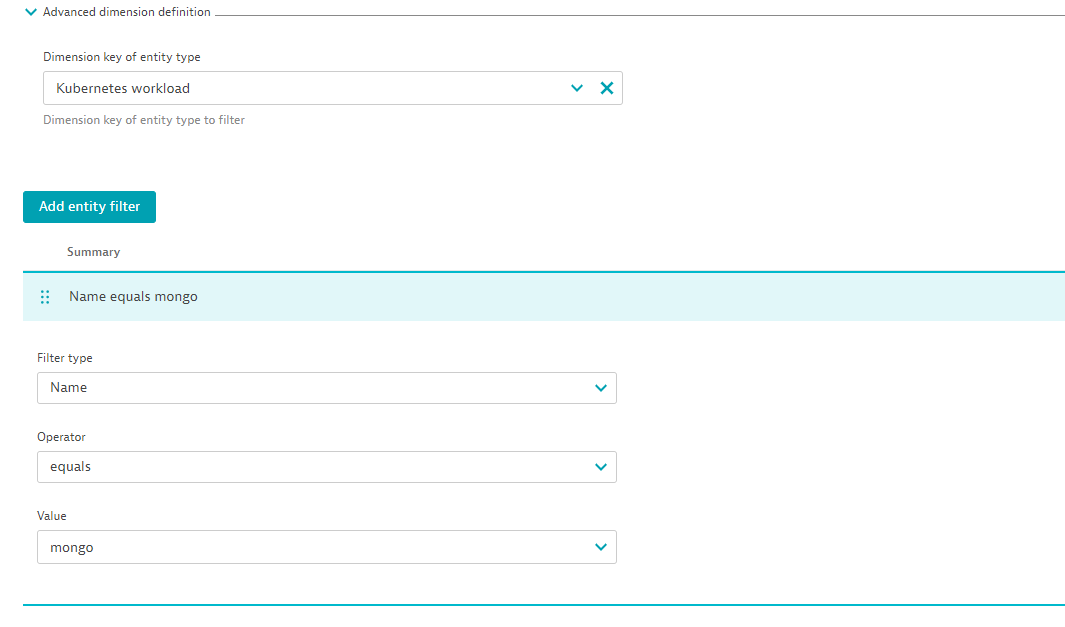 Advanced dimension definition
Dimension key of entity type
Kubernetes workload
Dimension key of entity type to filter
Add entity filter
Summary
Name equals mongo
Filter type
Name
Operator
equals
Value
mongo